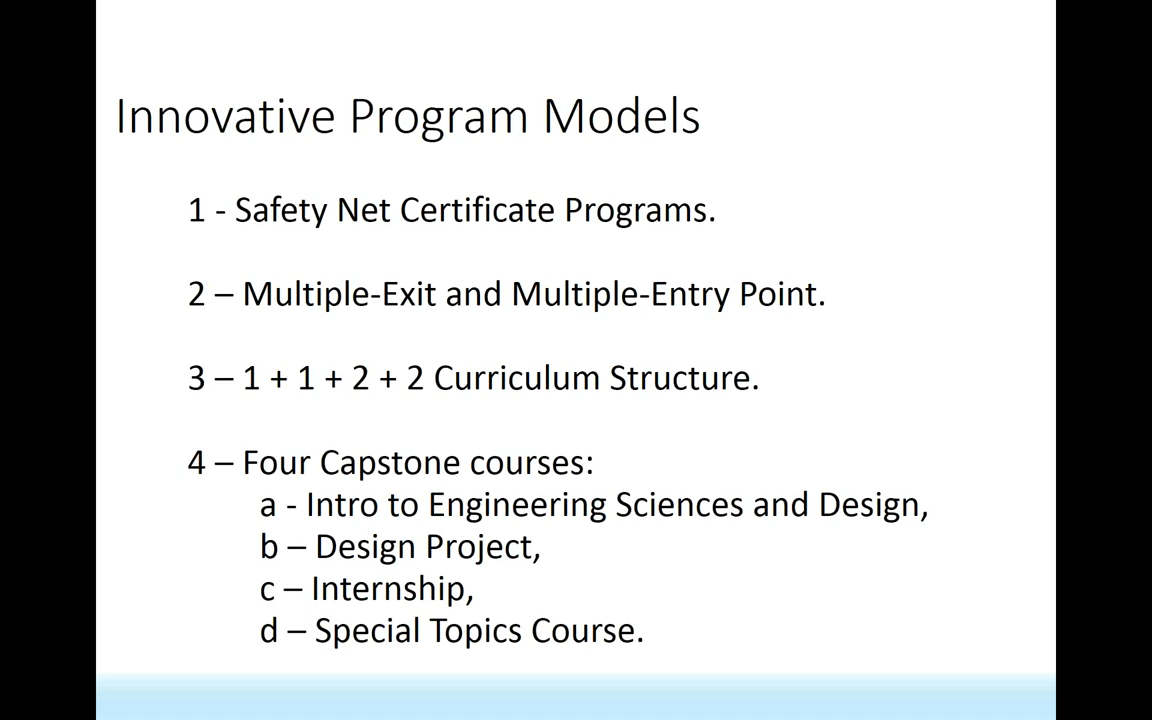 Innovative Program Models
1 - Safety Net Certificate Programs.
2 – Multiple-Exit and Multiple-Entry Point.
3 – 1 + 1 + 2 + 2 Curriculum Structure.
4 – Four Capstone courses:
a - Intro to Engineering Sciences and Design,
b – Design Project,
c – Internship,
d – Special Topics Course.